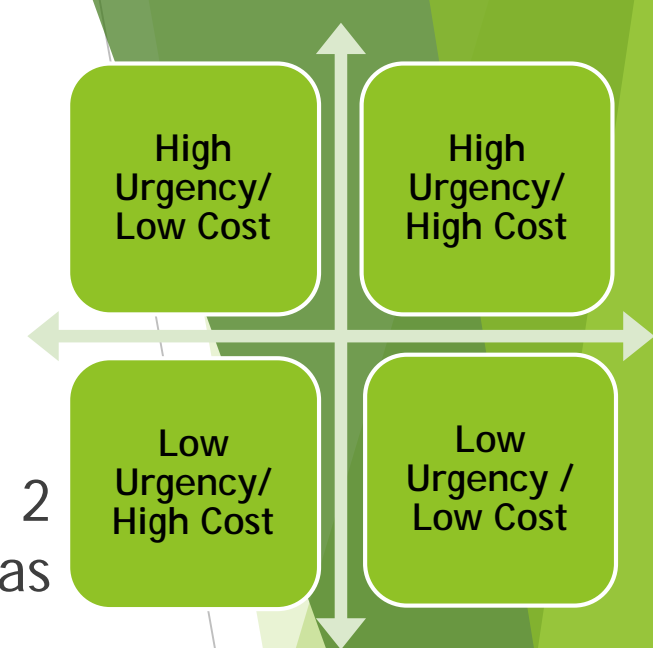 High
Urgency/
Low Cost
High
Urgency/
High Cost
Low
Urgency/
High Cost
Low
Urgency /
Low Cost
2
as